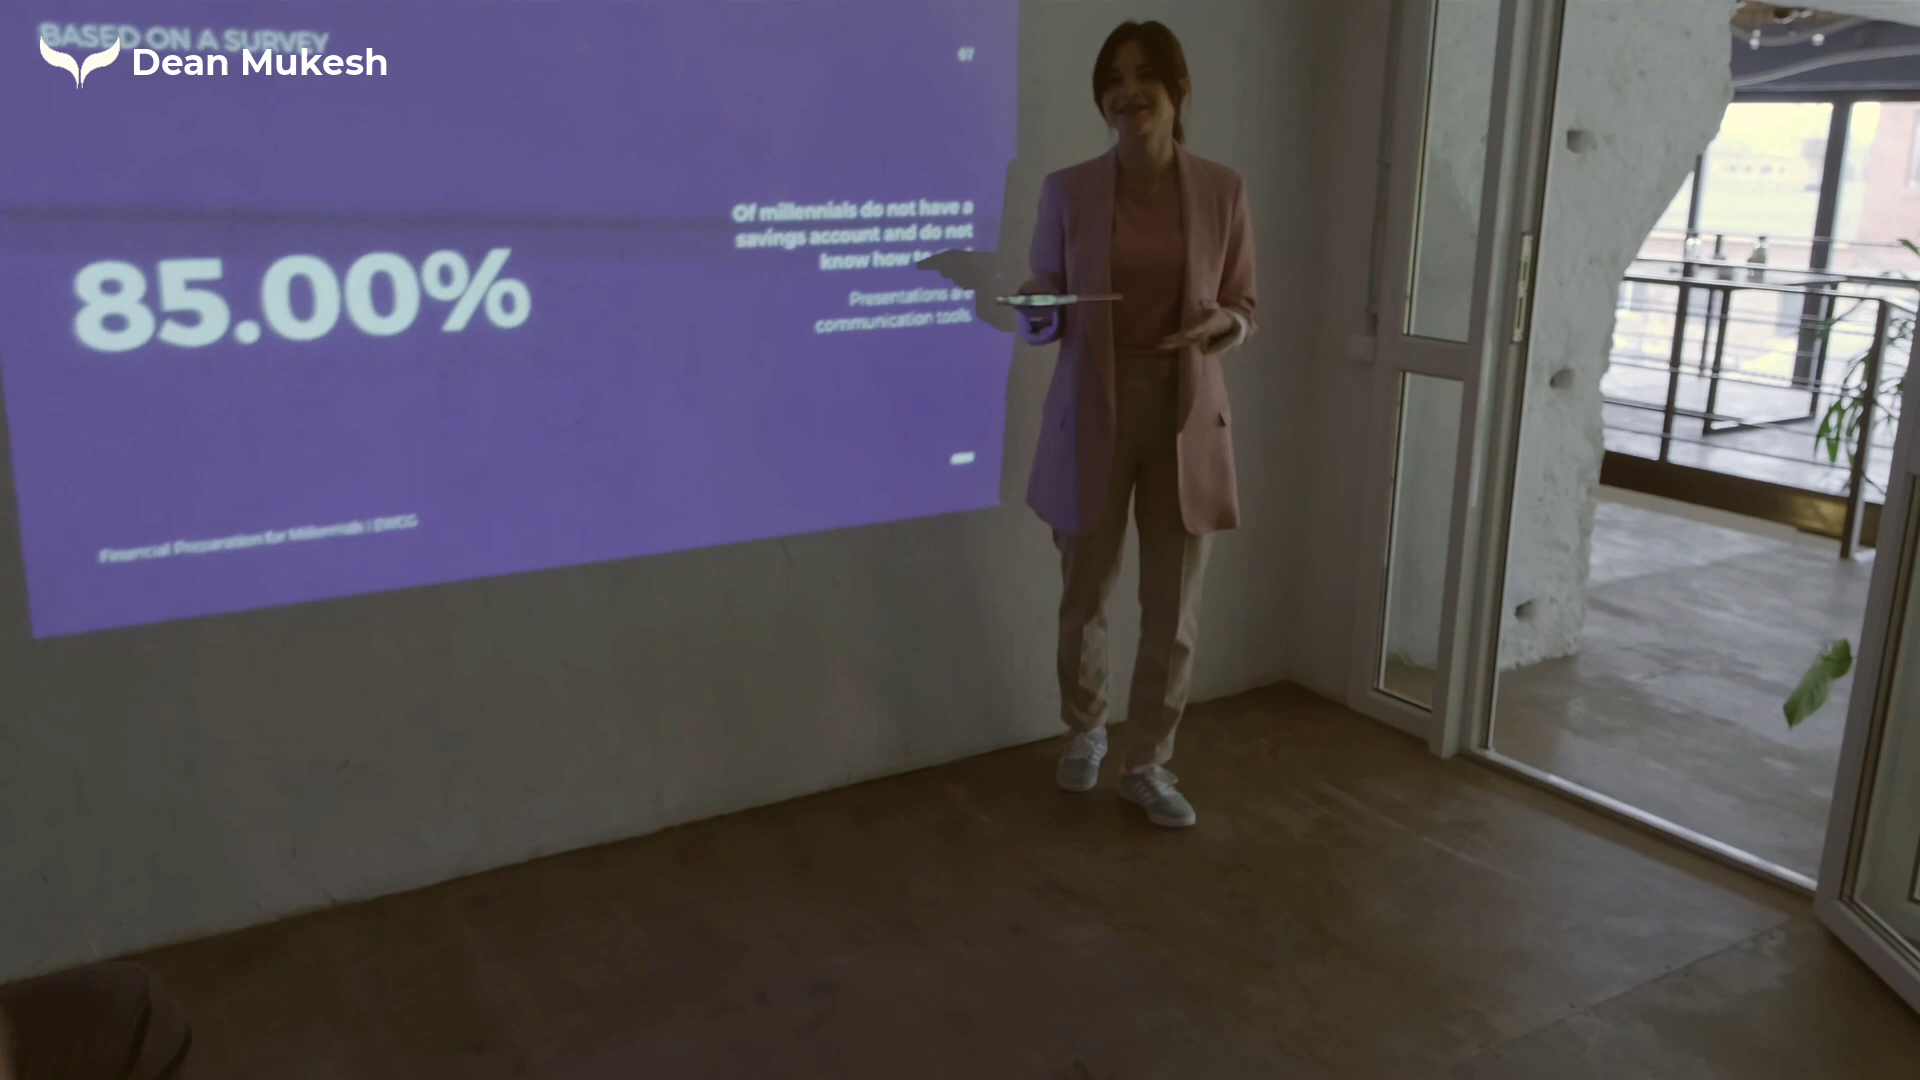 BASED ON A SURVEY
Dean Mukesh
67
85.00%
Of millennials do not have a
savings account and do not
know how
Presentations are
communication tools.
Financial Preparation for Millennials |